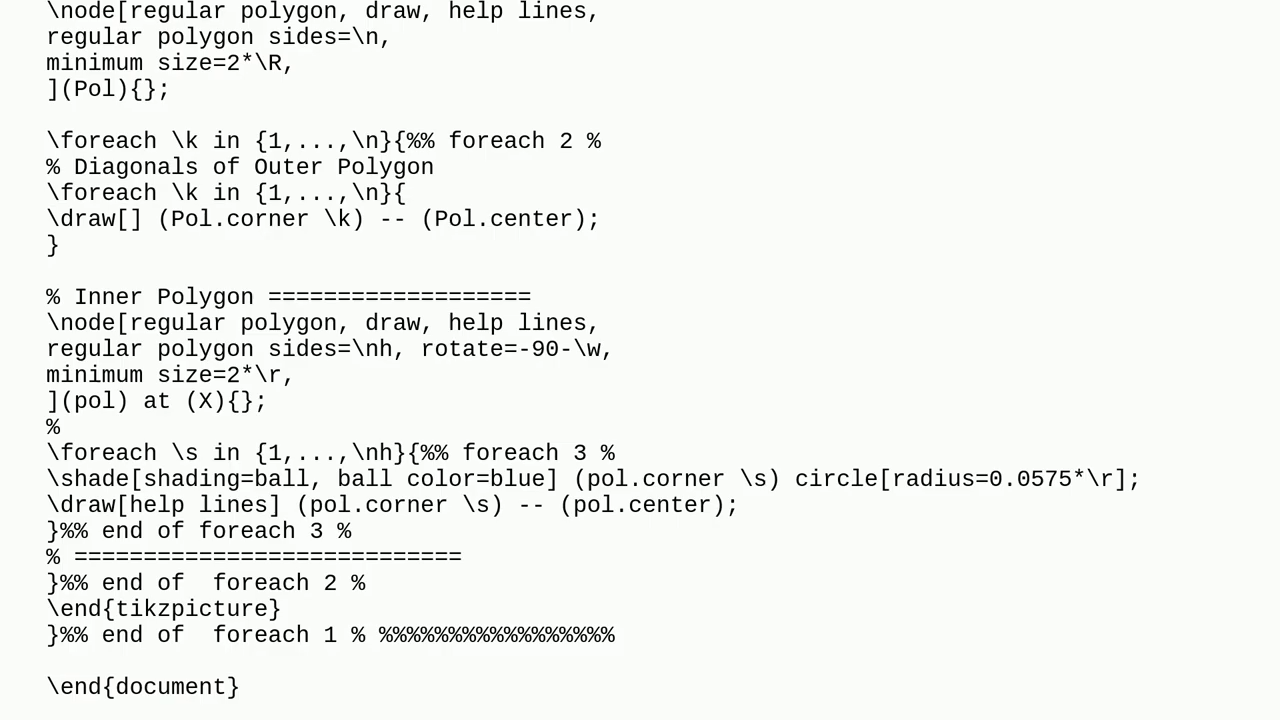 \node[regular polygon, draw, help lines,
regular polygon sides=\n,
minimum size=2*\R,
](Pol){};

\foreach \k in {1,...,\n}{%% foreach 2 %
% Diagonals of Outer Polygon
\foreach \k in {1,...,\n}{
\draw[] (Pol.corner \k) -- (Pol.center);
}

% Inner Polygon ===================
\node[regular polygon, draw, help lines,
regular polygon sides=\nh, rotate=-90-\w,
minimum size=2*\r,
](pol) at (X){};
%
\foreach \s in {1,...,\nh}{%% foreach 3 %
\shade[shading=ball, ball color=blue] (pol.corner \s) circle[radius=0.0575*\r];
\draw[help lines] (pol.corner \s) -- (pol.center);
}%% end of foreach 3 %
% ============================
}%% end of  foreach 2 %
\end{tikzpicture}
}%% end of  foreach 1 % %%%%%%%%%%%%%%%%%

\end{document}